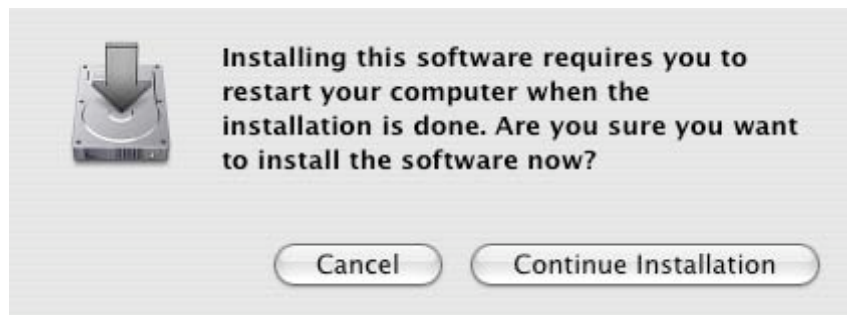 Installing this software requires you to
restart your computer when the
installation is done. Are you sure you want
to install the software now?
Cancel
Continue Installation